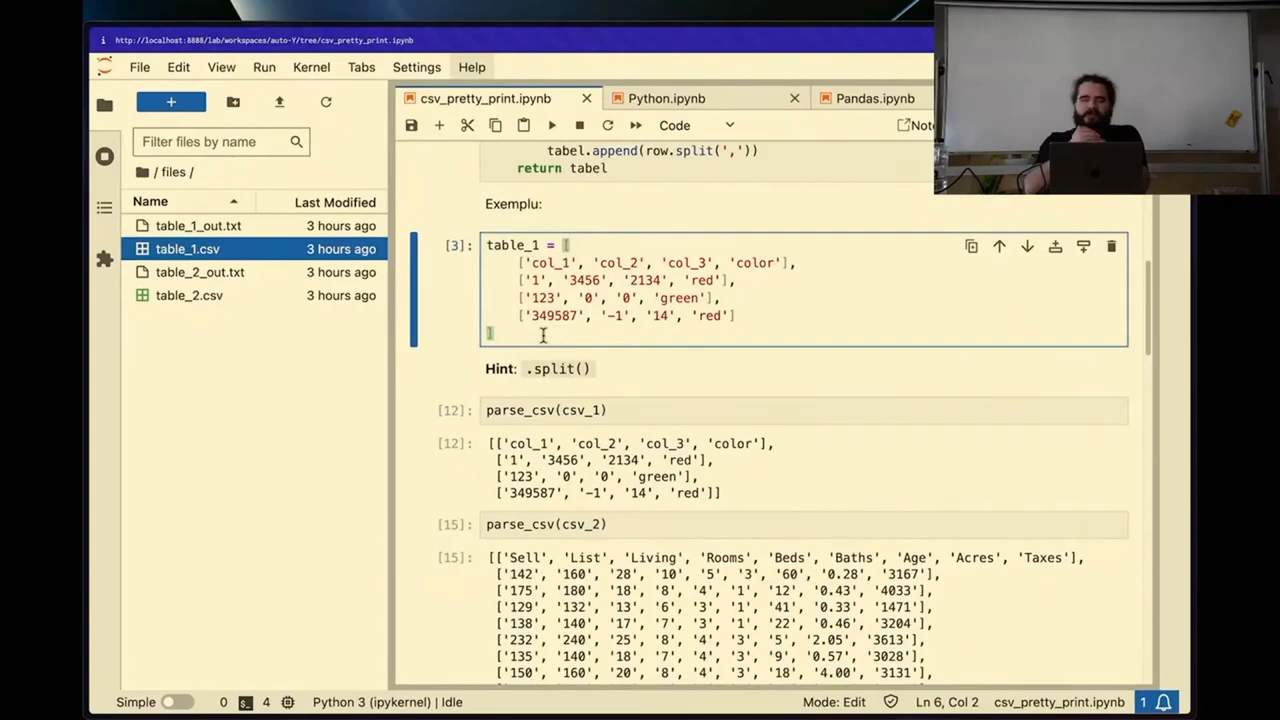 http://localhost:8888/lab/workspaces/auto-Y/tree/csv_pretty_print.ipynb
File Edit View Run Kernel Tabs Settings Help
csv_pretty_print.ipynb Python.ipynb Pandas.ipynb
Code
tabel.append(row.split(','))
return tabel
Filter files by name
/ files /
Name Last Modified
table_1_out.txt 3 hours ago
table_1.csv 3 hours ago
table_2_out.txt 3 hours ago
table_2.csv 3 hours ago
Exemplu:
[3]: table_1 = [
['col_1', 'col_2', 'col_3', 'color'],
['1', '3456', '2134', 'red'],
['123', '0', '0', 'green'],
['349587', '-1', '14', 'red']
]
Hint: .split()
[12]: parse_csv(csv_1)
[12]: [['col_1', 'col_2', 'col_3', 'color'],
['1', '3456', '2134', 'red'],
['123', '0', '0', 'green'],
['349587', '-1', '14', 'red']]
[15]: parse_csv(csv_2)
[15]: [['Sell', 'List', 'Living', 'Rooms', 'Beds', 'Baths', 'Age', 'Acres', 'Taxes'],
['142', '160', '28', '10', '5', '3', '60', '0.28', '3167'],
['175', '180', '18', '8', '4', '1', '12', '0.43', '4033'],
['129', '132', '13', '6', '3', '1', '41', '0.33', '1471'],
['138', '140', '17', '7', '3', '1', '22', '0.46', '3204'],
['232', '240', '25', '8', '4', '3', '5', '2.05', '3613'],
['135', '140', '18', '7', '4', '3', '9', '0.57', '3028'],
['150', '160', '20', '8', '4', '3', '18', '4.00', '3131'],
Simple 0 4 Python 3 (ipykernel) | Idle Mode: Edit Ln 6, Col 2 csv_pretty_print.ipynb 1